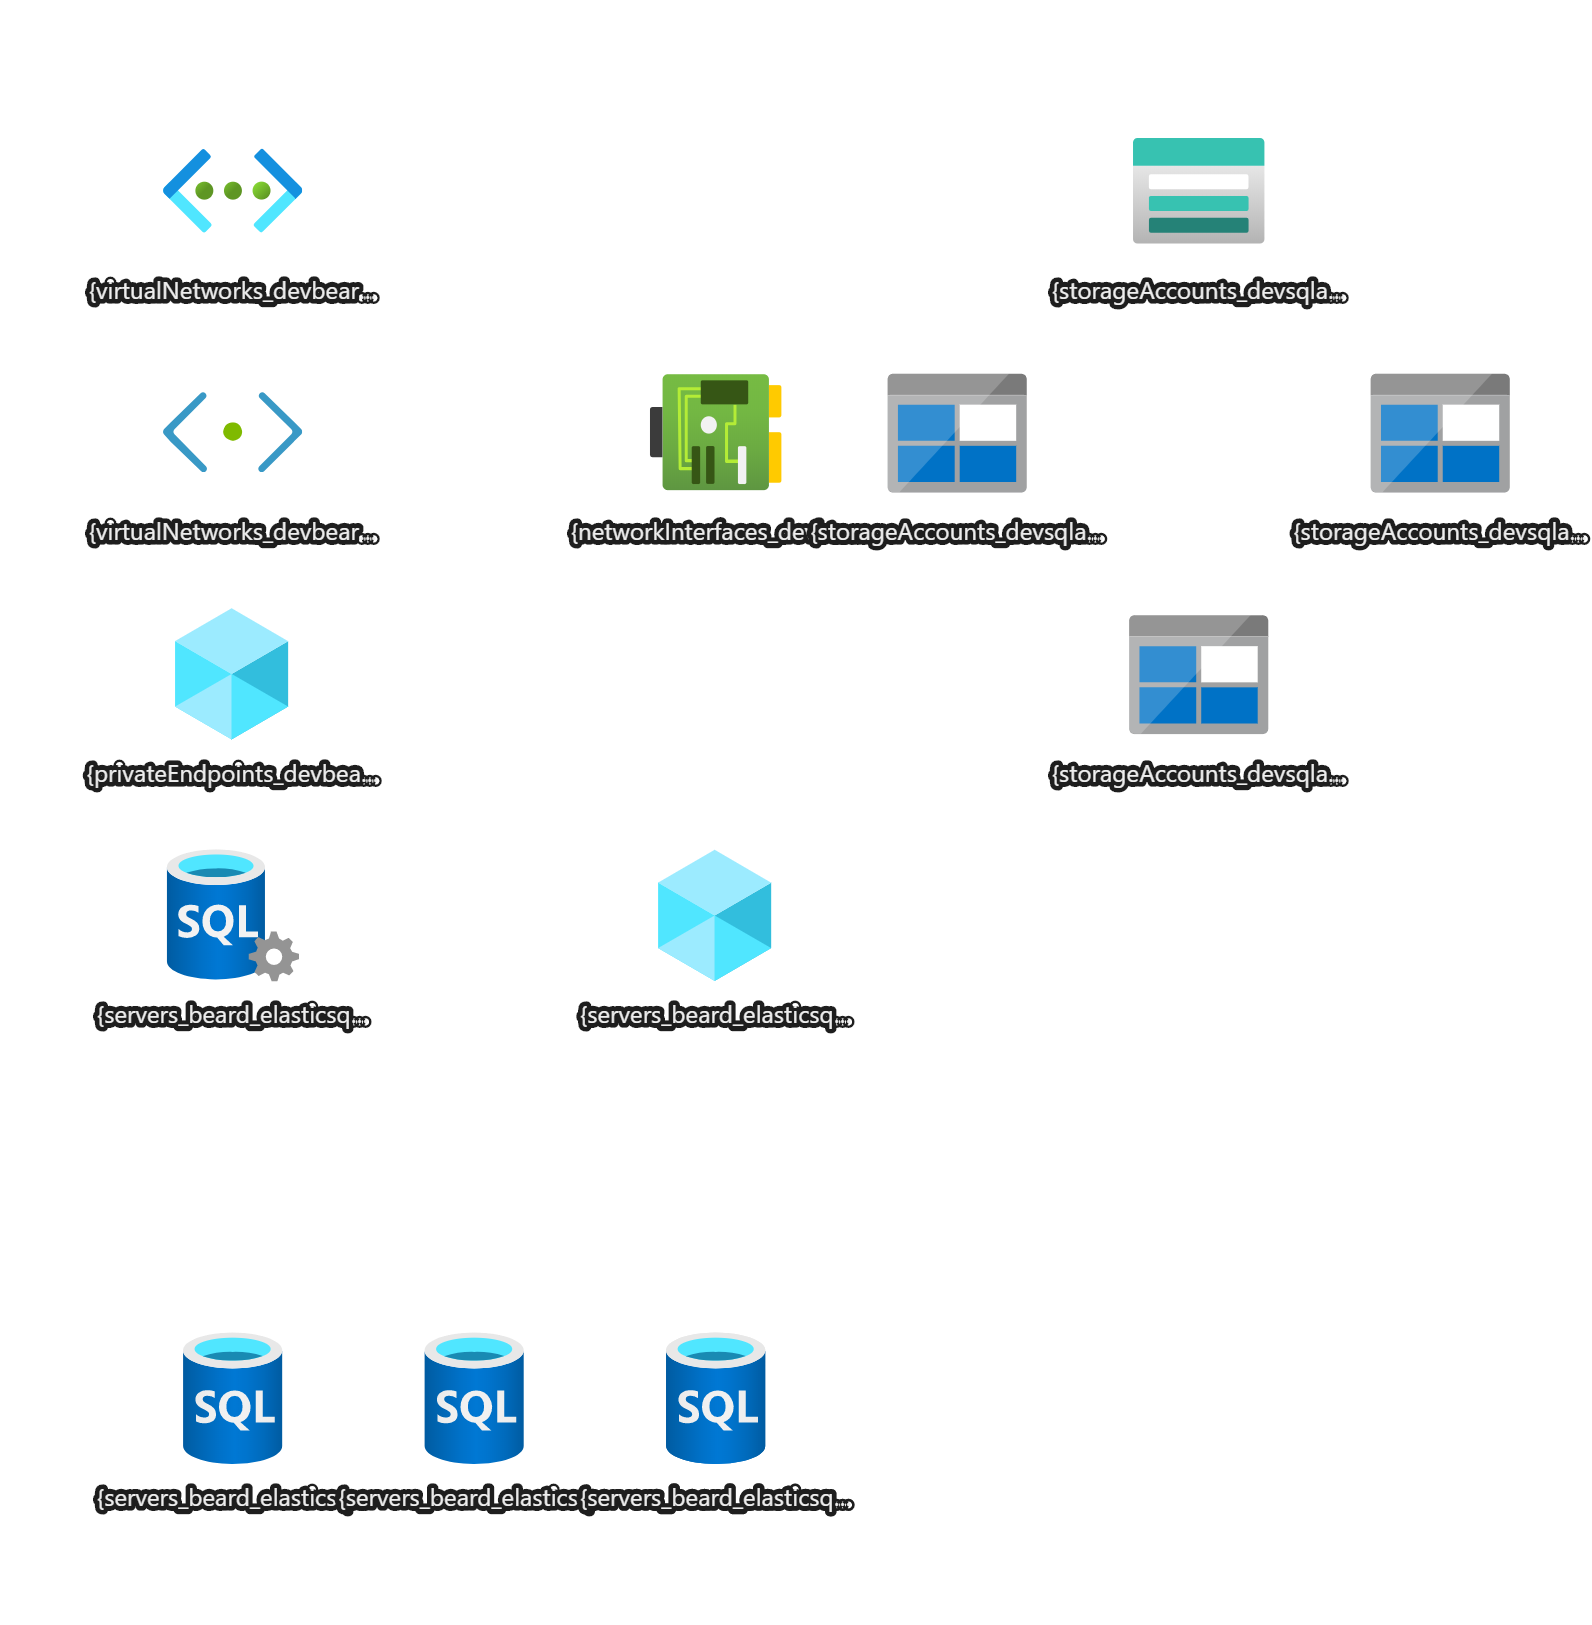 {virtualNetworks_devbear...
{storageAccounts_devsqla...
{virtualNetworks_devbear...
{networkInterfaces_de
{storageAccounts_devsqla...
{storageAccounts_devsqla...
{privateEndpoints_devbea...
{storageAccounts_devsqla...
SQL
{servers_beard_elasticsq...
{servers_beard_elasticsq...
SQL
SQL
SQL
{servers_beard_elastics
{servers_beard_elastics
{servers_beard_elasticsq...